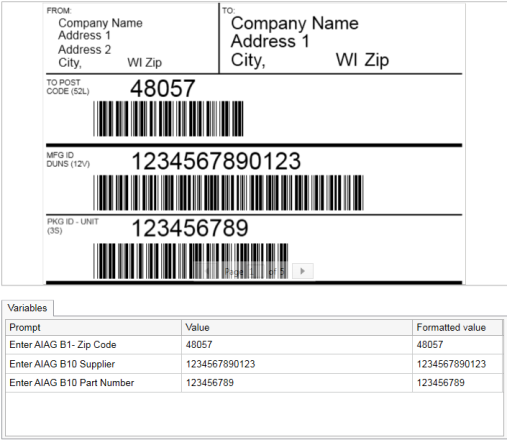 FROM:
Company Name
Address 1
Address 2
City, WI Zip
TO:
Company Name
Address 1
City, WI Zip
TO POST
CODE (52L)
48057
MFG ID
DUNS (12V)
1234567890123
PKG ID - UNIT
(3S)
123456789
Page 1 of 5
Variables
Prompt Value Formatted value
Enter AIAG B1- Zip Code 48057 48057
Enter AIAG B10 Supplier 1234567890123 1234567890123
Enter AIAG B10 Part Number 123456789 123456789